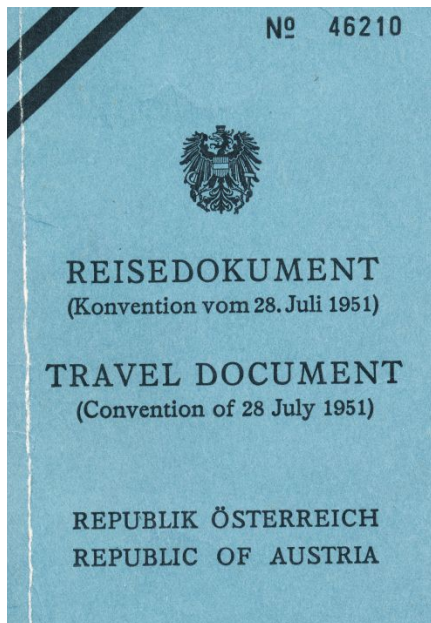 Nº 46210
REISEDOKUMENT
(Konvention vom 28. Juli 1951)
TRAVEL DOCUMENT
(Convention of 28 July 1951)
REPUBLIK ÖSTERREICH
REPUBLIC OF AUSTRIA